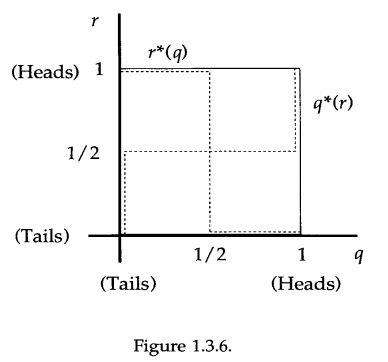 r
r*(q)
(Heads) 1
q*(r)
1/2
(Tails)
1/2 1 q
(Tails) (Heads)
Figure 1.3.6.